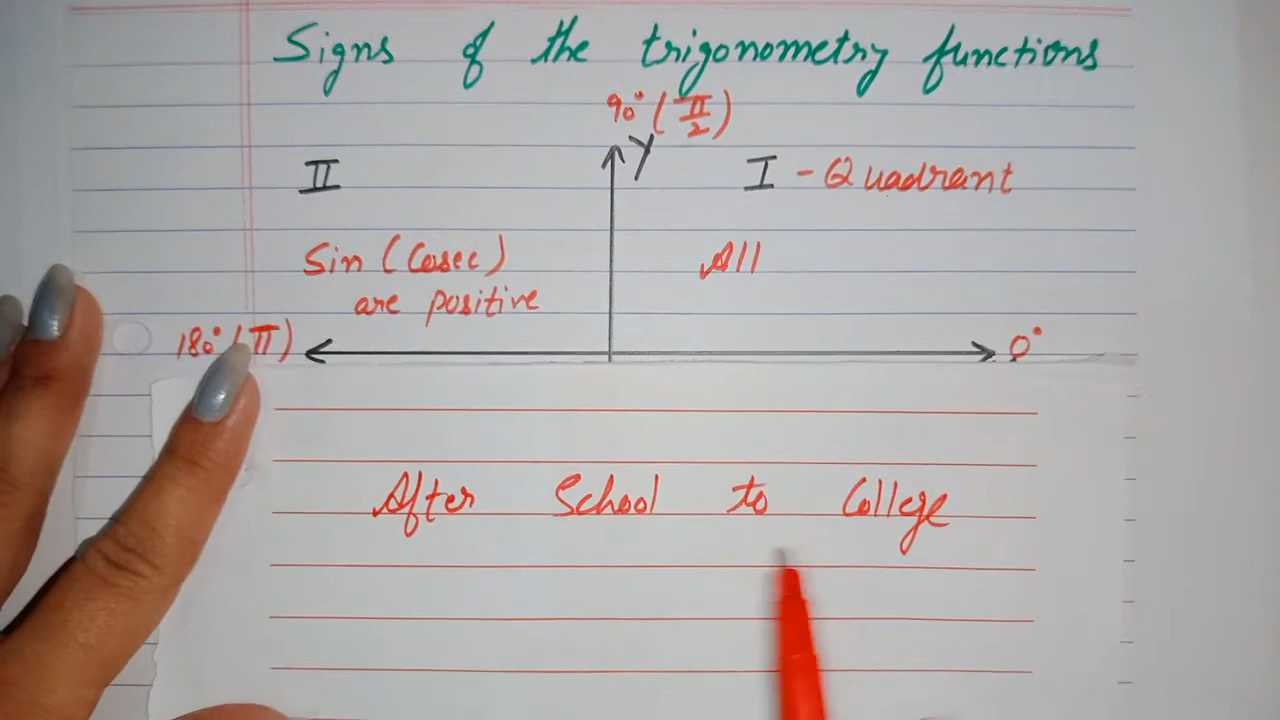 Signs of the trigonometry functions
90° (π/2)
Y
II
I - Quadrant
Sin (Cosec)
are positive
All
180° (π)
0°
After School to College